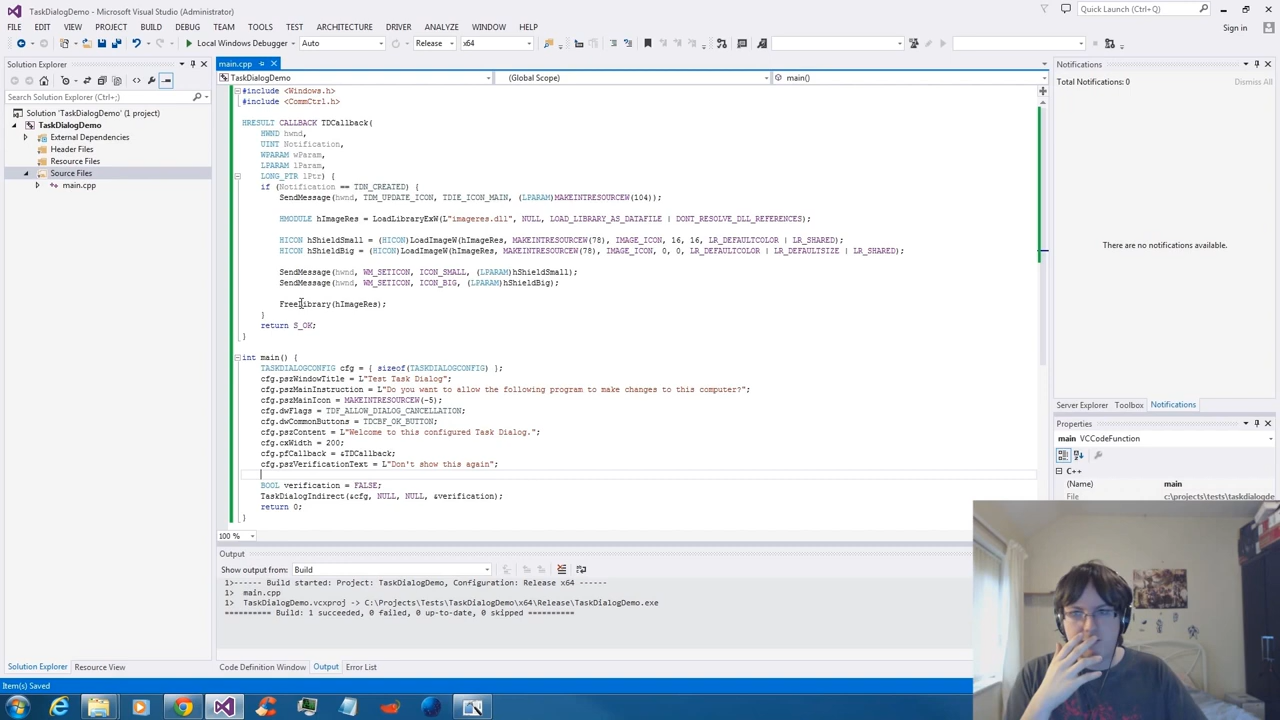 TaskDialogDemo - Microsoft Visual Studio (Administrator)
Quick Launch (Ctrl+Q)
FILE EDIT VIEW PROJECT BUILD DEBUG TEAM TOOLS TEST ARCHITECTURE DRIVER ANALYZE WINDOW HELP
Sign in
Local Windows Debugger Auto Release x64
Solution Explorer
Search Solution Explorer (Ctrl+;)
Solution 'TaskDialogDemo' (1 project)
TaskDialogDemo
External Dependencies
Header Files
Resource Files
Source Files
main.cpp
Solution Explorer Resource View
main.cpp
TaskDialogDemo (Global Scope) main()
#include <Windows.h>
#include <CommCtrl.h>
HRESULT CALLBACK TDCallback(
HWND hwnd,
UINT Notification,
WPARAM wParam,
LPARAM lParam,
LONG_PTR lPtr) {
if (Notification == TDN_CREATED) {
SendMessage(hwnd, TDM_UPDATE_ICON, TDIE_ICON_MAIN, (LPARAM)MAKEINTRESOURCEW(104));
HMODULE hImageRes = LoadLibraryExW(L"imageres.dll", NULL, LOAD_LIBRARY_AS_DATAFILE | DONT_RESOLVE_DLL_REFERENCES);
HICON hShieldSmall = (HICON)LoadImageW(hImageRes, MAKEINTRESOURCEW(78), IMAGE_ICON, 16, 16, LR_DEFAULTCOLOR | LR_SHARED);
HICON hShieldBig = (HICON)LoadImageW(hImageRes, MAKEINTRESOURCEW(78), IMAGE_ICON, 0, 0, LR_DEFAULTCOLOR | LR_DEFAULTSIZE | LR_SHARED);
SendMessage(hwnd, WM_SETICON, ICON_SMALL, (LPARAM)hShieldSmall);
SendMessage(hwnd, WM_SETICON, ICON_BIG, (LPARAM)hShieldBig);
FreeLibrary(hImageRes);
}
return S_OK;
}
int main() {
TASKDIALOGCONFIG cfg = { sizeof(TASKDIALOGCONFIG) };
cfg.pszWindowTitle = L"Test Task Dialog";
cfg.pszMainInstruction = L"Do you want to allow the following program to make changes to this computer?";
cfg.pszMainIcon = MAKEINTRESOURCEW(-5);
cfg.dwFlags = TDF_ALLOW_DIALOG_CANCELLATION;
cfg.dwCommonButtons = TDCBF_OK_BUTTON;
cfg.pszContent = L"Welcome to this configured Task Dialog.";
cfg.cxWidth = 200;
cfg.pfCallback = &TDCallback;
cfg.pszVerificationText = L"Don't show this again";
BOOL verification = FALSE;
TaskDialogIndirect(&cfg, NULL, NULL, &verification);
return 0;
}
100 %
Output
Show output from: Build
1>------ Build started: Project: TaskDialogDemo, Configuration: Release x64 ------
1> main.cpp
1> TaskDialogDemo.vcxproj -> C:\Projects\Tests\TaskDialogDemo\x64\Release\TaskDialogDemo.exe
========== Build: 1 succeeded, 0 failed, 0 up-to-date, 0 skipped ==========
Code Definition Window Output Error List
Notifications
Total Notifications: 0 Dismiss All
There are no notifications available.
Server Explorer Toolbox Notifications
Properties
main VCCodeFunction
C++
(Name) main
File c:\projects\tests\taskdialogde
Item(s) Saved